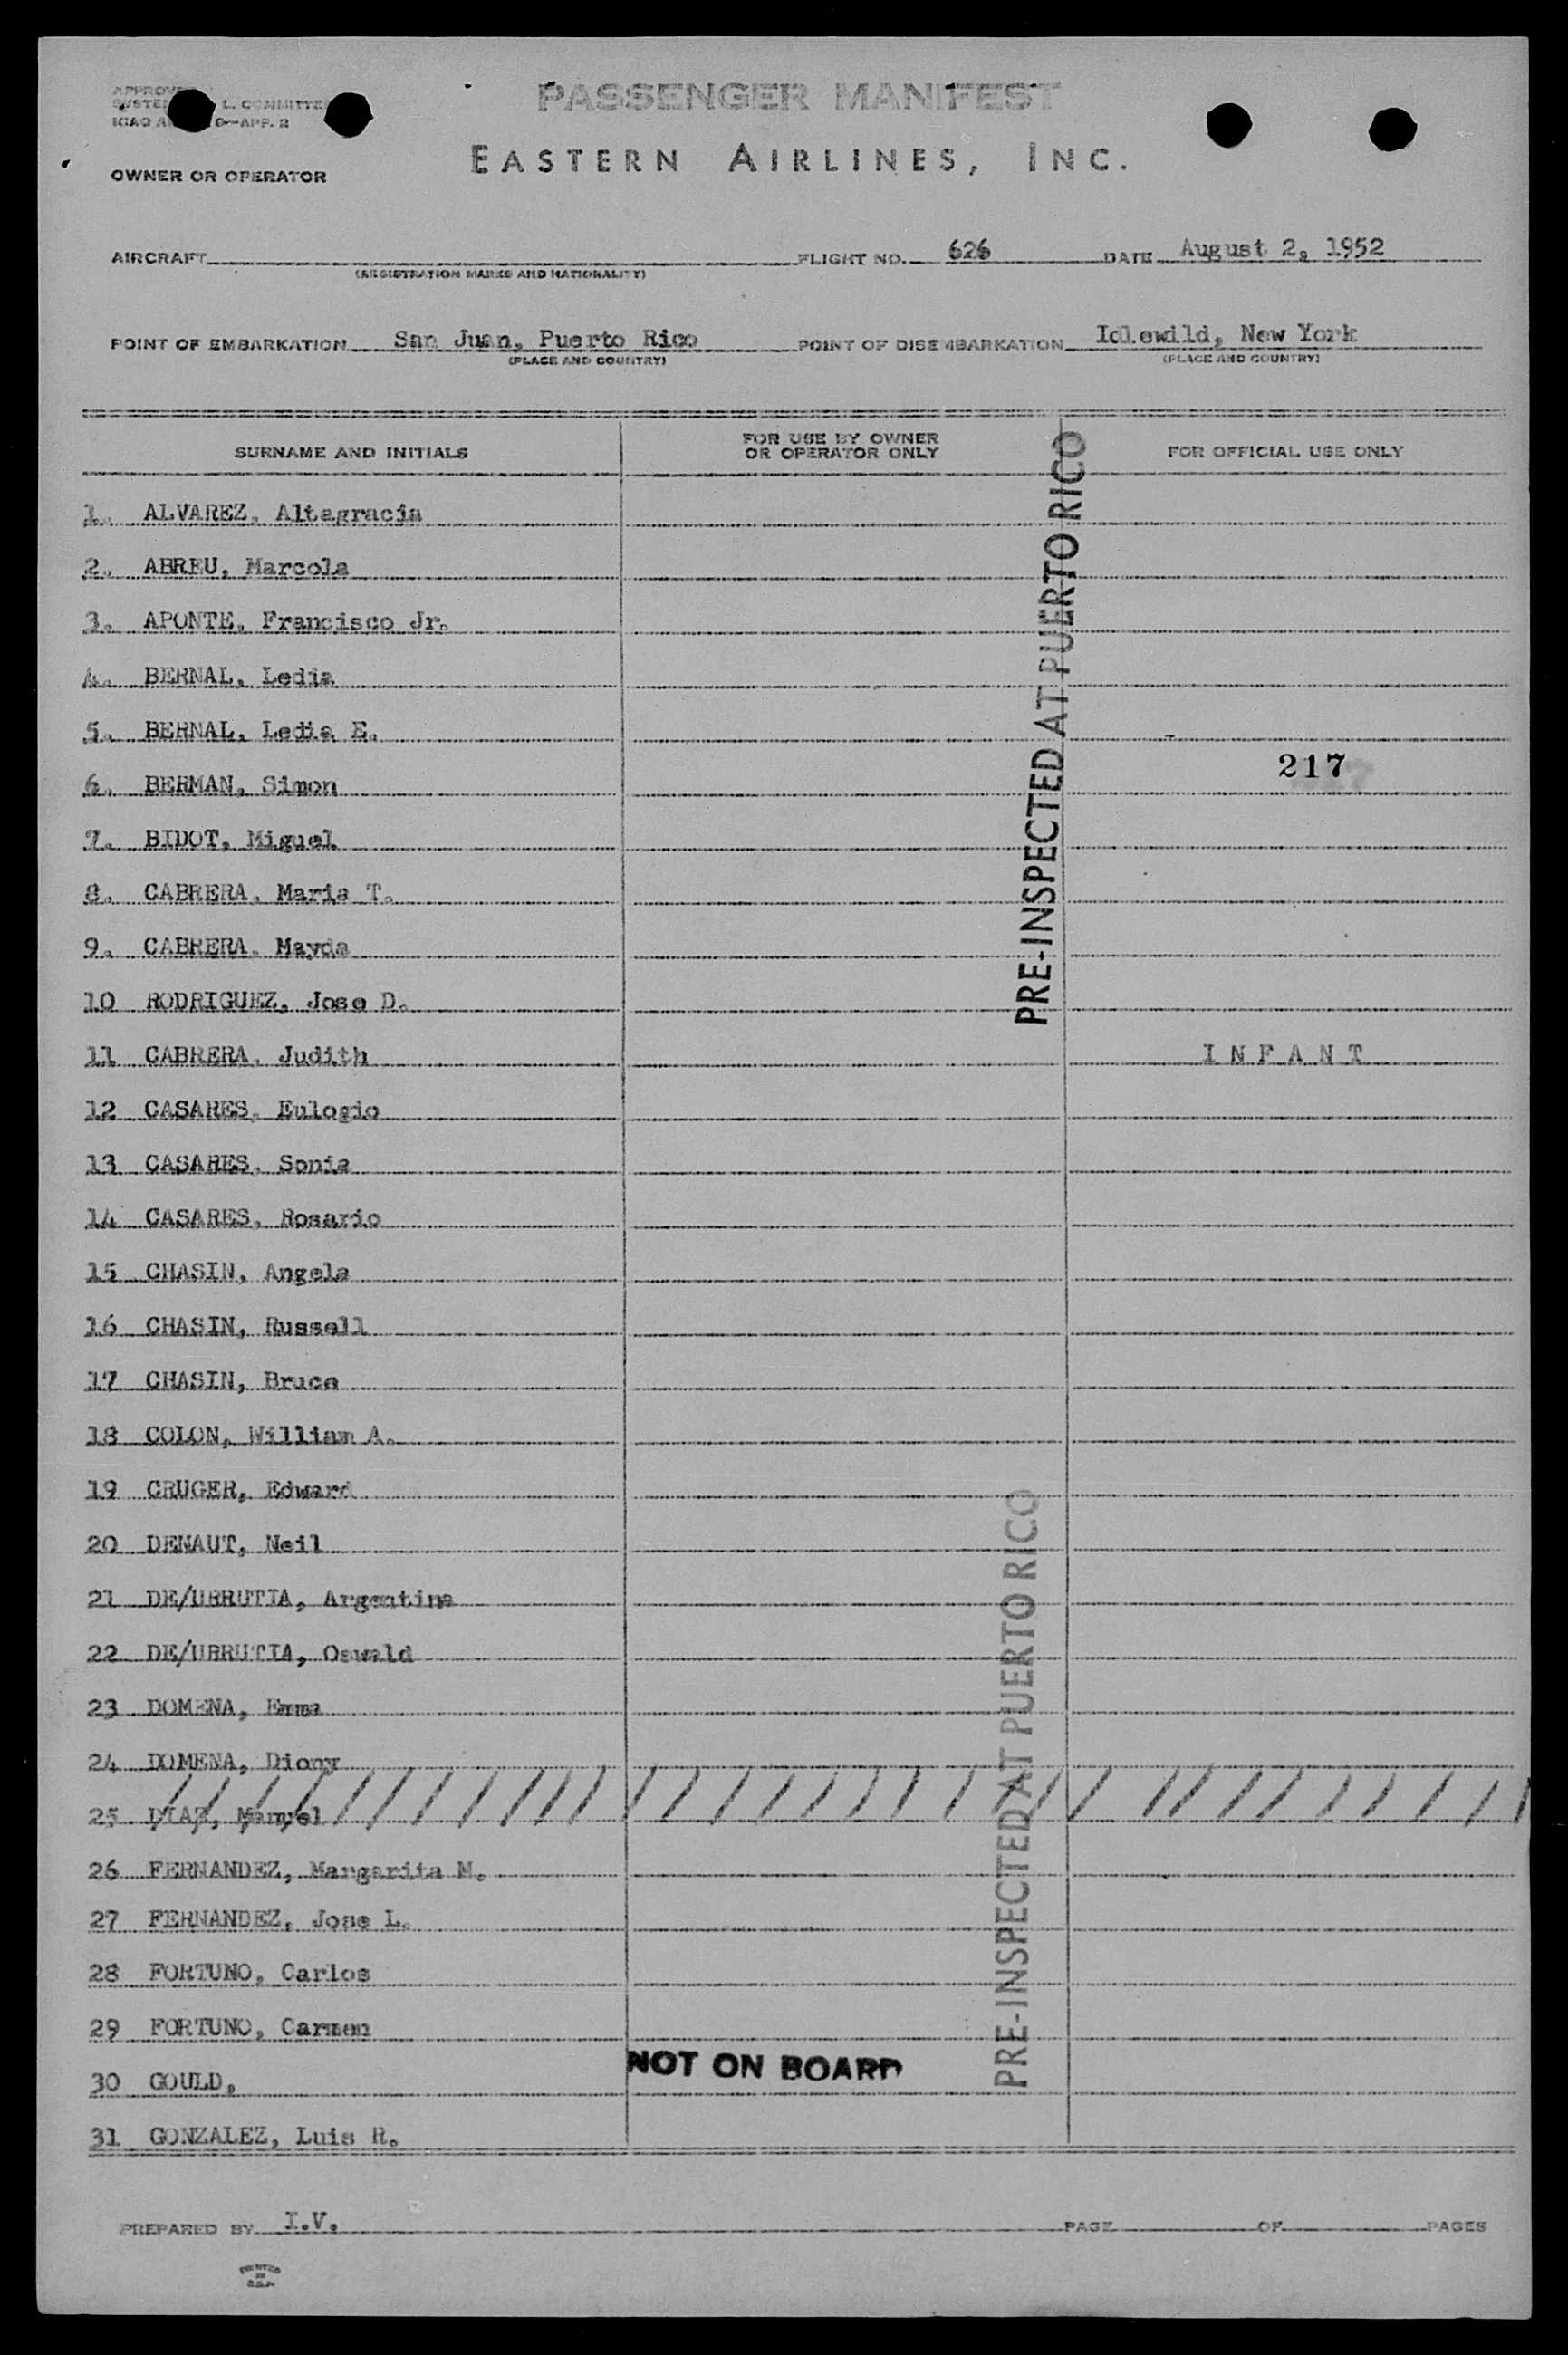 PASSENGER MANIFEST
L. COMMITTEE
APP. 2
EASTERN AIRLINES, INC.
OWNER OR OPERATOR
AIRCRAFT
(REGISTRATION MARKS AND NATIONALITY)
FLIGHT NO. 626
DATE August 2, 1952
POINT OF EMBARKATION San Juan, Puerto Rico
(PLACE AND COUNTRY)
POINT OF DISEMBARKATION Idlewild, New York
(PLACE AND COUNTRY)
SURNAME AND INITIALS
FOR USE BY OWNER
OR OPERATOR ONLY
FOR OFFICIAL USE ONLY
PRE-INSPECTED AT PUERTO RICO
1. ALVAREZ, Altagracia
2. ABREU, Marcola
3. APONTE, Francisco Jr.
4. BERNAL, Ledia
5. BERNAL, Ledia E.
217
6. BERMAN, Simon
7. BIDOT, Miguel
8. CABRERA, Maria T.
9. CABRERA, Mayda
10 RODRIGUEZ, Jose D.
11 CABRERA, Judith I N F A N T
12 CASARES, Eulogio
13 CASARES, Sonia
14 CASARES, Rosario
15 CHASIN, Angela
16 CHASIN, Russell
17 CHASIN, Bruce
18 COLON, William A.
19 CRUGER, Edward
20 DENAUT, Neil
21 DE/URRUTIA, Argentina
22 DE/URRUTIA, Oswald
23 DOMENA, Emma
24 DOMENA, Diony
25 DIAZ, Manuel
26 FERNANDEZ, Margarita M.
27 FERNANDEZ, Jose L.
28 FORTUNO, Carlos
29 FORTUNO, Carmen
30 GOULD, NOT ON BOARD
31 GONZALEZ, Luis R.
PRE-INSPECTED AT PUERTO RICO
PREPARED BY I.V.
PAGE OF PAGES
PRINTED
IN
U.S.A.